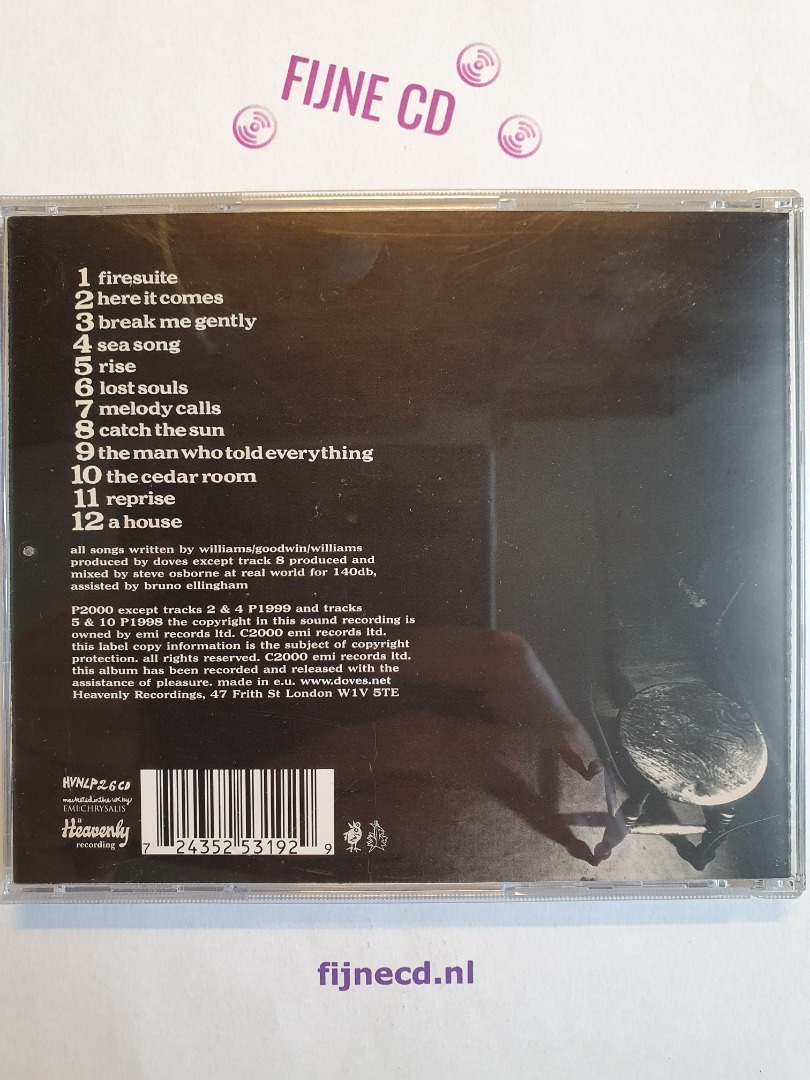 FIJNE CD
1 firesuite
2 here it comes
3 break me gently
4 sea song
5 rise
6 lost souls
7 melody calls
8 catch the sun
9 the man who told everything
10 the cedar room
11 reprise
12 a house
all songs written by williams/goodwin/williams
produced by doves except track 8 produced and
mixed by steve osborne at real world for 140db,
assisted by bruno ellingham
P2000 except tracks 2 & 4 P1999 and tracks
5 & 10 P1998 the copyright in this sound recording is
owned by emi records ltd. C2000 emi records ltd.
this label copy information is the subject of copyright
protection. all rights reserved. C2000 emi records ltd.
this album has been recorded and released with the
assistance of pleasure. made in e.u. www.doves.net
Heavenly Recordings, 47 Frith St London W1V 5TE
HVNLP26CD
marketed in the uk by
EMI:CHRYSALIS
a
Heavenly
recording
7 24352 53192 9
fijnecd.nl